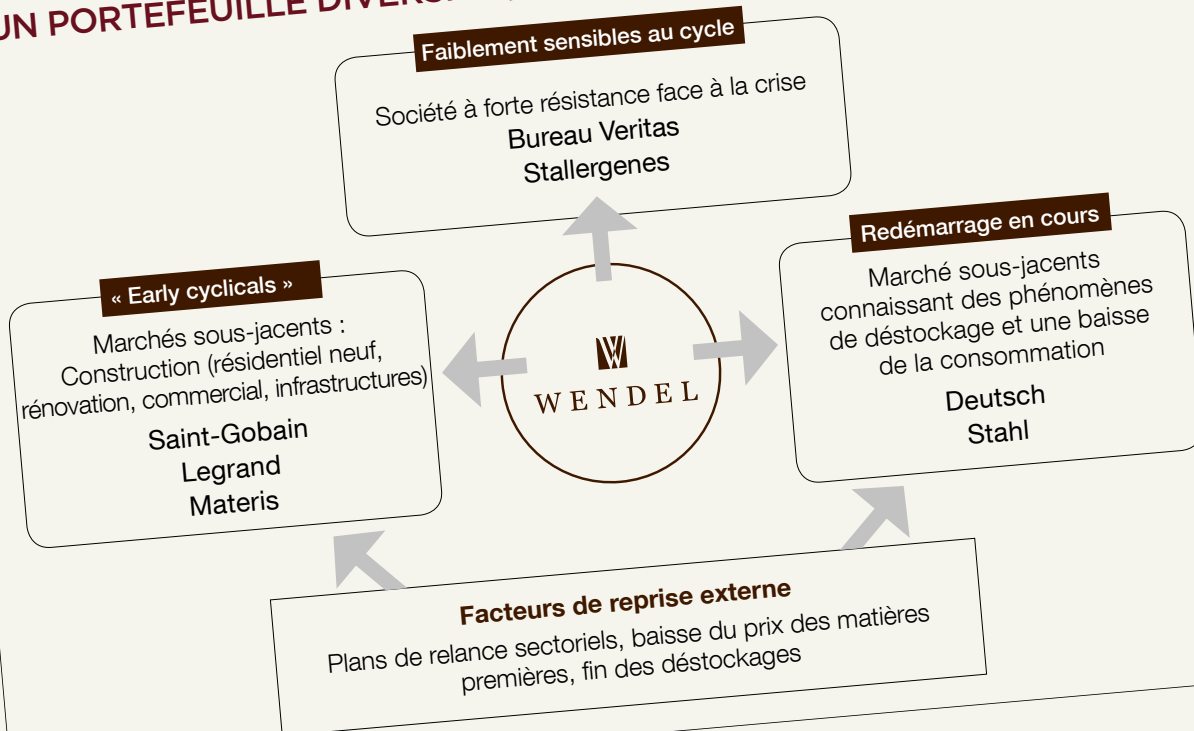 UN PORTEFEUILLE
Faiblement sensibles au cycle
Société à forte résistance face à la crise
Bureau Veritas
Stallergenes
« Early cyclicals »
Marchés sous-jacents :
Construction (résidentiel neuf,
rénovation, commercial, infrastructures)
Saint-Gobain
Legrand
Materis
WENDEL
Redémarrage en cours
Marché sous-jacents
connaissant des phénomènes
de déstockage et une baisse
de la consommation
Deutsch
Stahl
Facteurs de reprise externe
Plans de relance sectoriels, baisse du prix des matières
premières, fin des déstockages